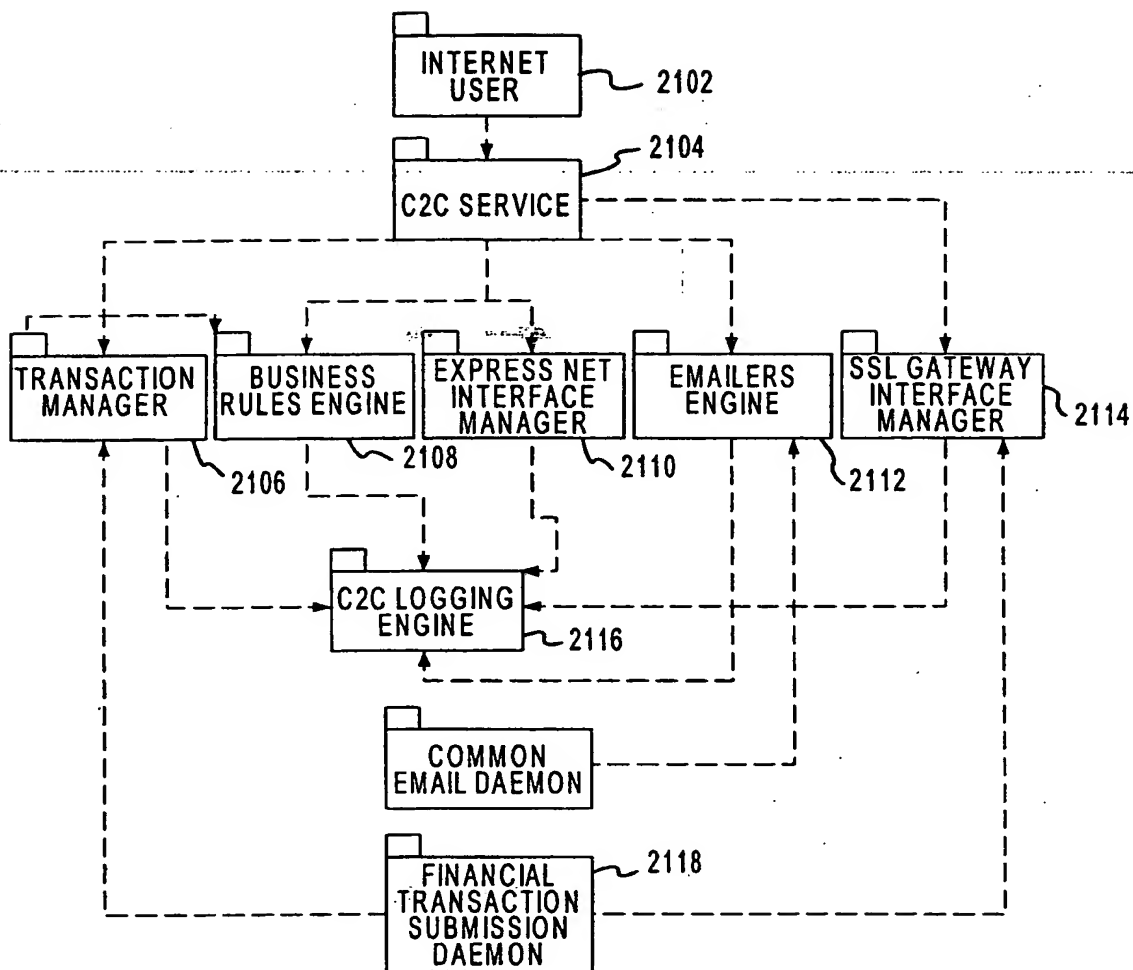 INTERNET
USER
2102
2104
C2C SERVICE
TRANSACTION
MANAGER
2106
BUSINESS
RULES ENGINE
2108
EXPRESS NET
INTERFACE
MANAGER
2110
EMAILERS
ENGINE
2112
SSL GATEWAY
INTERFACE
MANAGER
2114
C2C LOGGING
ENGINE
2116
COMMON
EMAIL DAEMON
2118
FINANCIAL
TRANSACTION
SUBMISSION
DAEMON